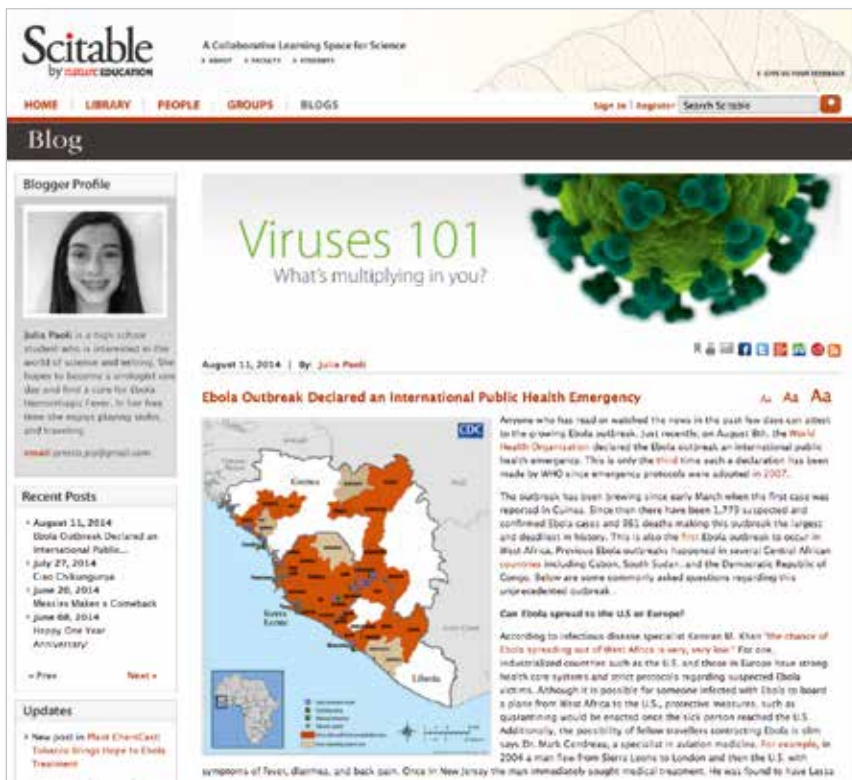 Scitable
by nature EDUCATION
A Collaborative Learning Space for Science
ABOUT FACULTY STUDENTS
GIVE US YOUR FEEDBACK
HOME LIBRARY PEOPLE GROUPS BLOGS
Sign In | Register Search Scitable
Blog
Blogger Profile
Julia Paoli is a high school
student who is interested in the
world of science and writing. She
hopes to become a virologist one
day and find a cure for Ebola
Hemorrhagic Fever. In her free
time she enjoys playing violin,
and traveling.
email:
Recent Posts
August 11, 2014
Ebola Outbreak Declared an
International Public...
July 27, 2014
Ciao Chikungunya
June 20, 2014
Measles Makes a Comeback
June 08, 2014
Happy One Year
Anniversary!
« Prev Next »
Updates
New post in Plant ChemCast:
Tobacco Brings Hope to Ebola
Treatment
Viruses 101
What's multiplying in you?
August 11, 2014 | By: Julia Paoli
Ebola Outbreak Declared an International Public Health Emergency
Aa Aa Aa
CDC
Guinea
Sierra
Leone
Liberia
Anyone who has read or watched the news in the past few days can attest
to the growing Ebola outbreak. Just recently, on August 8th, the World
Health Organization declared the Ebola outbreak an international public
health emergency. This is only the third time such a declaration has been
made by WHO since emergency protocols were adopted in 2007.
The outbreak has been brewing since early March when the first case was
reported in Guinea. Since then there have been 1,779 suspected and
confirmed Ebola cases and 961 deaths making this outbreak the largest
and deadliest in history. This is also the first Ebola outbreak to occur in
West Africa. Previous Ebola outbreaks happened in several Central African
countries including Gabon, South Sudan, and the Democratic Republic of
Congo. Below are some commonly asked questions regarding this
unprecedented outbreak.
Can Ebola spread to the U.S or Europe?
According to infectious disease specialist Kamran M. Khan "the chance of
Ebola spreading out of West Africa is very, very low." For one,
industrialized countries such as the U.S. and those in Europe have strong
health care systems and strict protocols regarding suspected Ebola
victims. Although it is possible for someone infected with Ebola to board
a plane from West Africa to the U.S., protective measures, such as
quarantining would be enacted once the sick person reached the U.S.
Additionally, the possibility of fellow travellers contracting Ebola is slim
says Dr. Mark Gendreau, a specialist in aviation medicine. For example, in
2004 a man flew from Sierra Leone to London and then the U.S. with
symptoms of fever, diarrhea, and back pain. Once in New Jersey the man immediately sought medical treatment. He was found to have Lassa